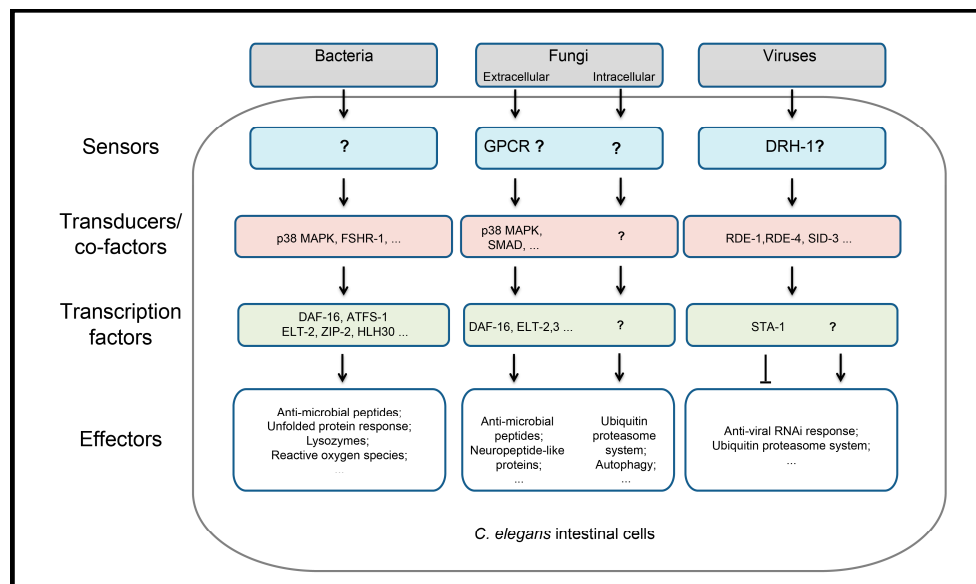 Bacteria
Fungi
Extracellular Intracellular
Viruses
Sensors
?
GPCR ? ?
DRH-1?
Transducers/
co-factors
p38 MAPK, FSHR-1, ...
p38 MAPK,
SMAD, ...
?
RDE-1,RDE-4, SID-3 ...
Transcription
factors
DAF-16, ATFS-1
ELT-2, ZIP-2, HLH30 ...
DAF-16, ELT-2,3 ... ?
STA-1 ?
Effectors
Anti-microbial peptides;
Unfolded protein response;
Lysozymes;
Reactive oxygen species;
...
Anti-microbial
peptides;
Neuropeptide-like
proteins;
...
Ubiquitin
proteasome
system;
Autophagy;
...
Anti-viral RNAi response;
Ubiquitin proteasome system;
...
C. elegans intestinal cells